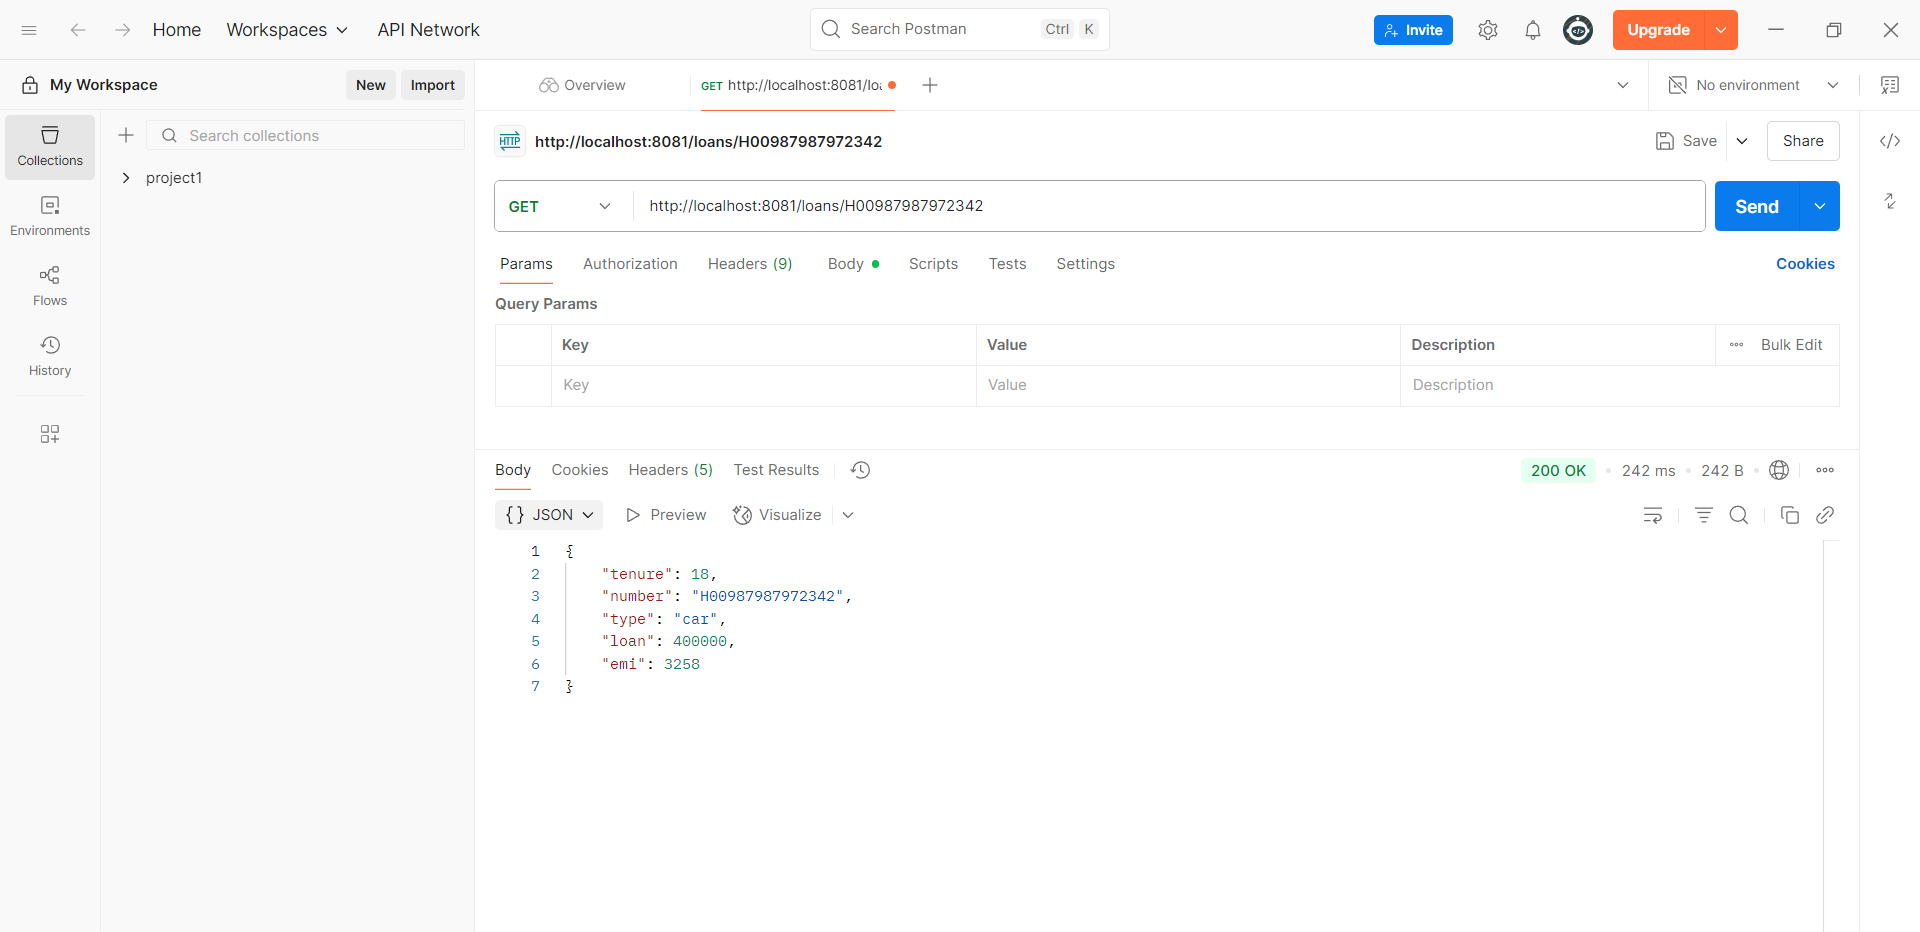 Home Workspaces API Network Search Postman Ctrl K Invite Upgrade
My Workspace New Import Overview GET http://localhost:8081/loa No environment
Collections
Environments
Flows
History
Search collections
project1
HTTP http://localhost:8081/loans/H00987987972342 Save Share
GET http://localhost:8081/loans/H00987987972342 Send
Params Authorization Headers (9) Body Scripts Tests Settings Cookies
Query Params
Key Value Description Bulk Edit
Key Value Description
Body Cookies Headers (5) Test Results 200 OK 242 ms 242 B
{} JSON Preview Visualize
1 {
2 "tenure": 18,
3 "number": "H00987987972342",
4 "type": "car",
5 "loan": 400000,
6 "emi": 3258
7 }